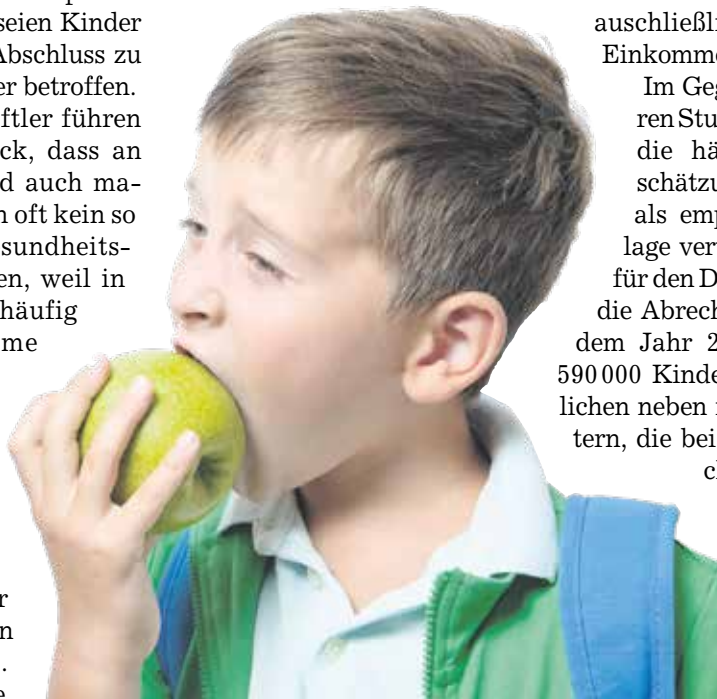 seien Kinder
Abschluss zu
er betroffen.
ftler führen
ck, dass an
d auch ma-
n oft kein so
sundheits-
en, weil in
häufig
me
r
n
.
e
auschließli
Einkomme
Im Geg
ren Stu
die hä
schätzu
als emp
lage ver
für den D
die Abrech
dem Jahr 2
590 000 Kinde
lichen neben
tern, die bei
ch